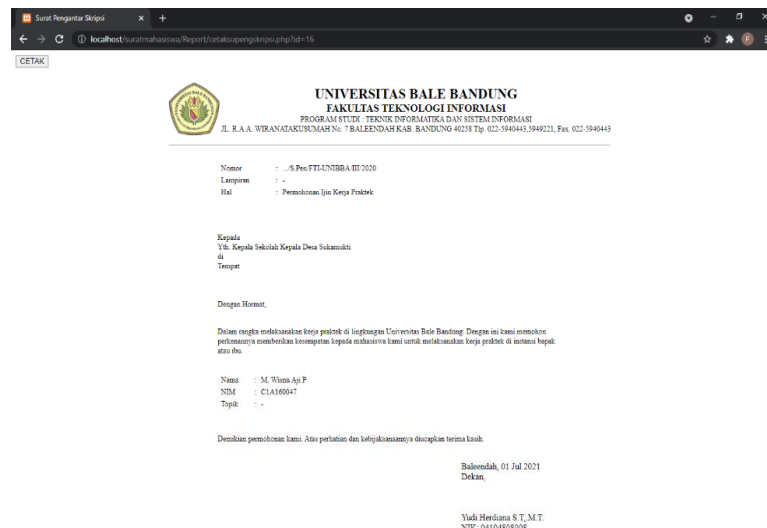 Surat Pengantar Skripsi
localhost/suratmahasiswa/Report/cetaksupengskripsi.php?id=16
CETAK
UNIVERSITAS BALE BANDUNG
FAKULTAS TEKNOLOGI INFORMASI
PROGRAM STUDI : TEKNIK INFORMATIKA DAN SISTEM INFORMASI
JL. R.A.A. WIRANATAKUSUMAH No. 7 BALEENDAH KAB. BANDUNG 40258 Tlp. 022-5940443,5949221, Fax. 022-5940443
Nomor : .../S.Pen/FTI-UNIBBA/III/2020
Lampiran : -
Hal : Permohonan Ijin Kerja Praktek
Kepada
Yth. Kepala Sekolah Kepala Desa Sukamukti
di
Tempat
Dengan Hormat,
Dalam rangka melaksanakan kerja praktek di lingkungan Universitas Bale Bandung. Dengan ini kami memohon
perkenannya memberikan kesempatan kepada mahasiswa kami untuk melaksanakan kerja praktek di instansi bapak
atau ibu.
Nama : M. Wisnu Aji P
NIM : C1A160047
Topik : -
Demikian permohonan kami. Atas perhatian dan kebijaksanaannya diucapkan terima kasih.
Baleendah, 01 Jul 2021
Dekan,
Yudi Herdiana S.T,.M.T.
NIK: 04104808008